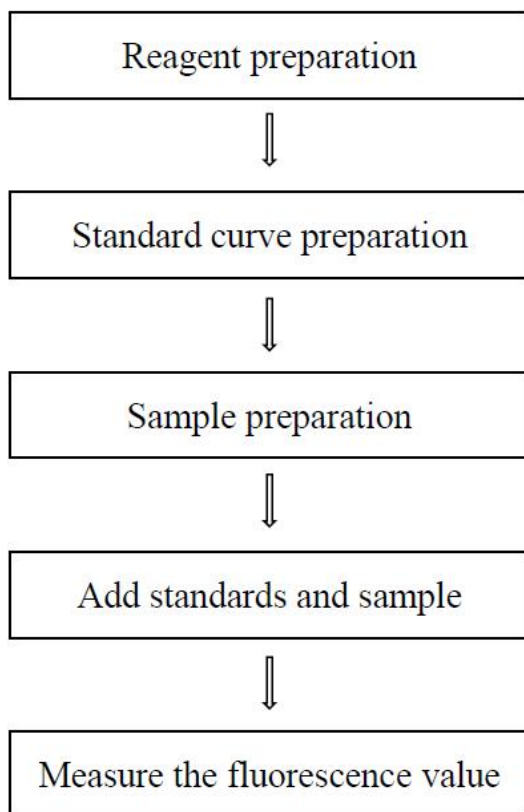 Reagent preparation
Standard curve preparation
Sample preparation
Add standards and sample
Measure the fluorescence value